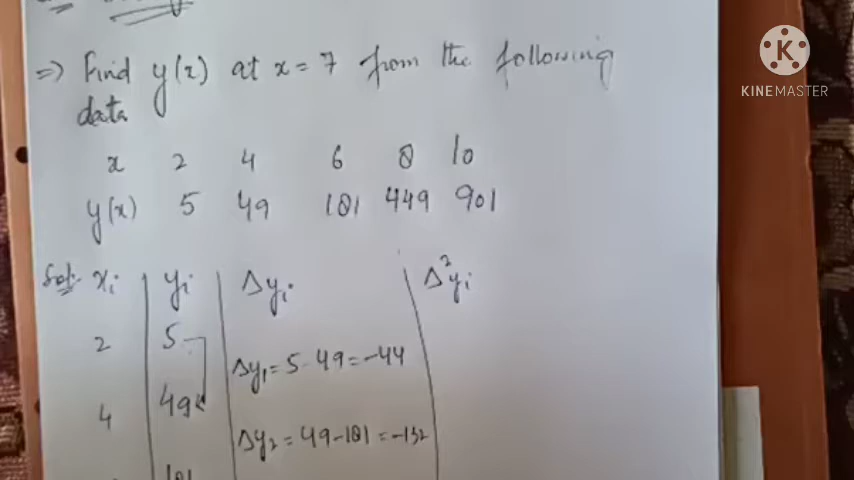 K
KINEMASTER
=> Find y(x) at x = 7 from the following
data
x 2 4 6 8 10
y(x) 5 49 181 449 901
Sol: xi yi Δyi Δ²yi
2 5
Δy1 = 5 - 49 = -44
4 49
Δy2 = 49 - 181 = -132
181